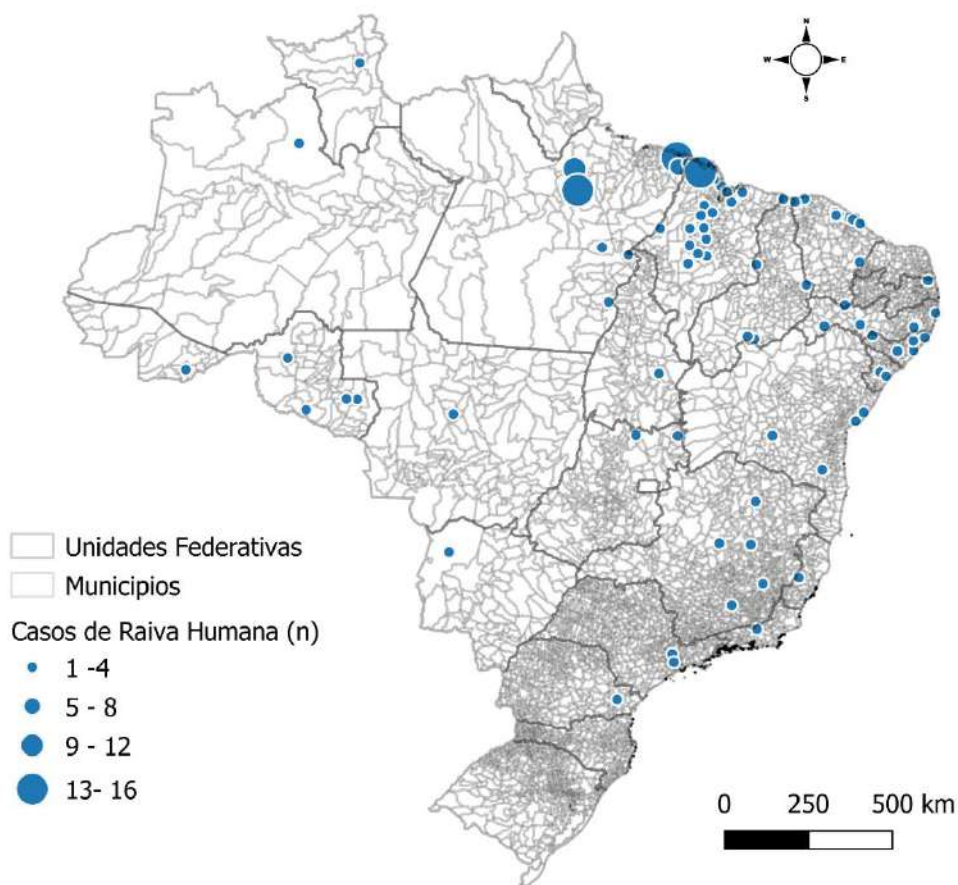 N
W E
S
Unidades Federativas
Municipios
Casos de Raiva Humana (n)
1 -4
5 - 8
9 - 12
13- 16
0 250 500 km